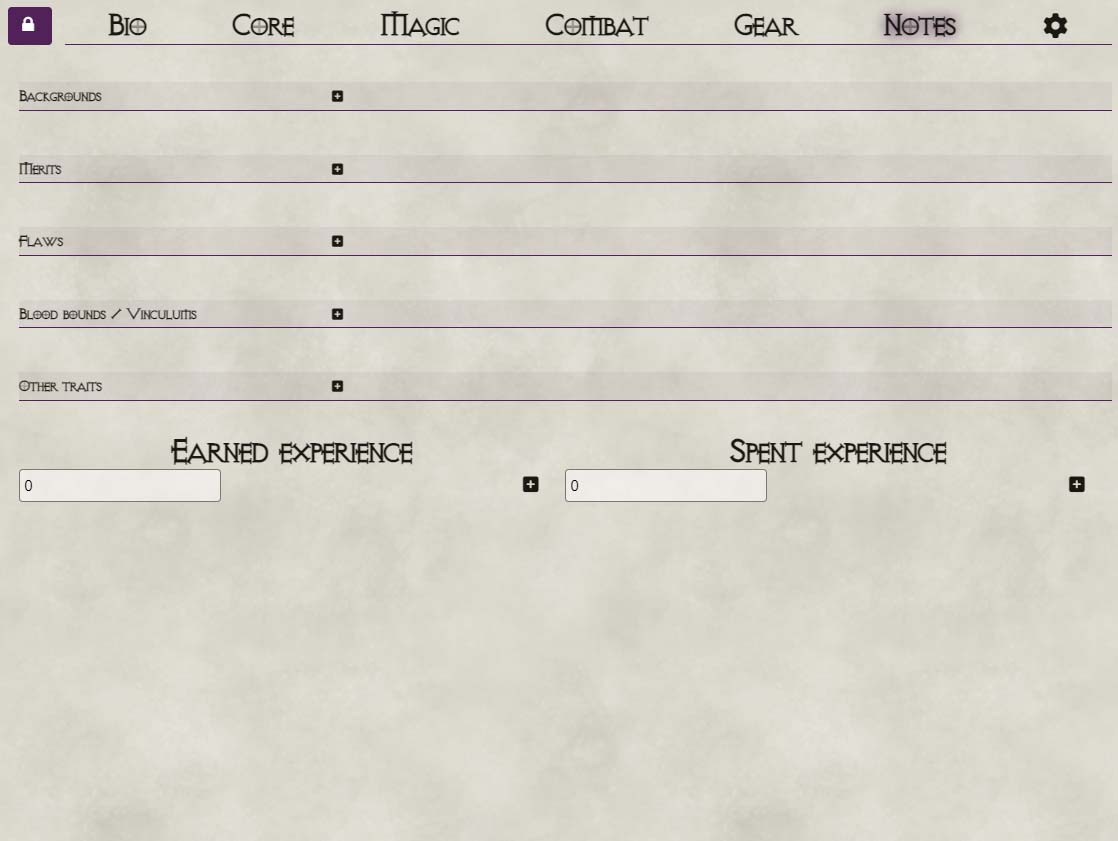 Bio Core Magic Combat Gear Notes
Backgrounds
Merits
Flaws
Blood bounds / Vinculums
Other traits
Earned experience Spent experience
0 0